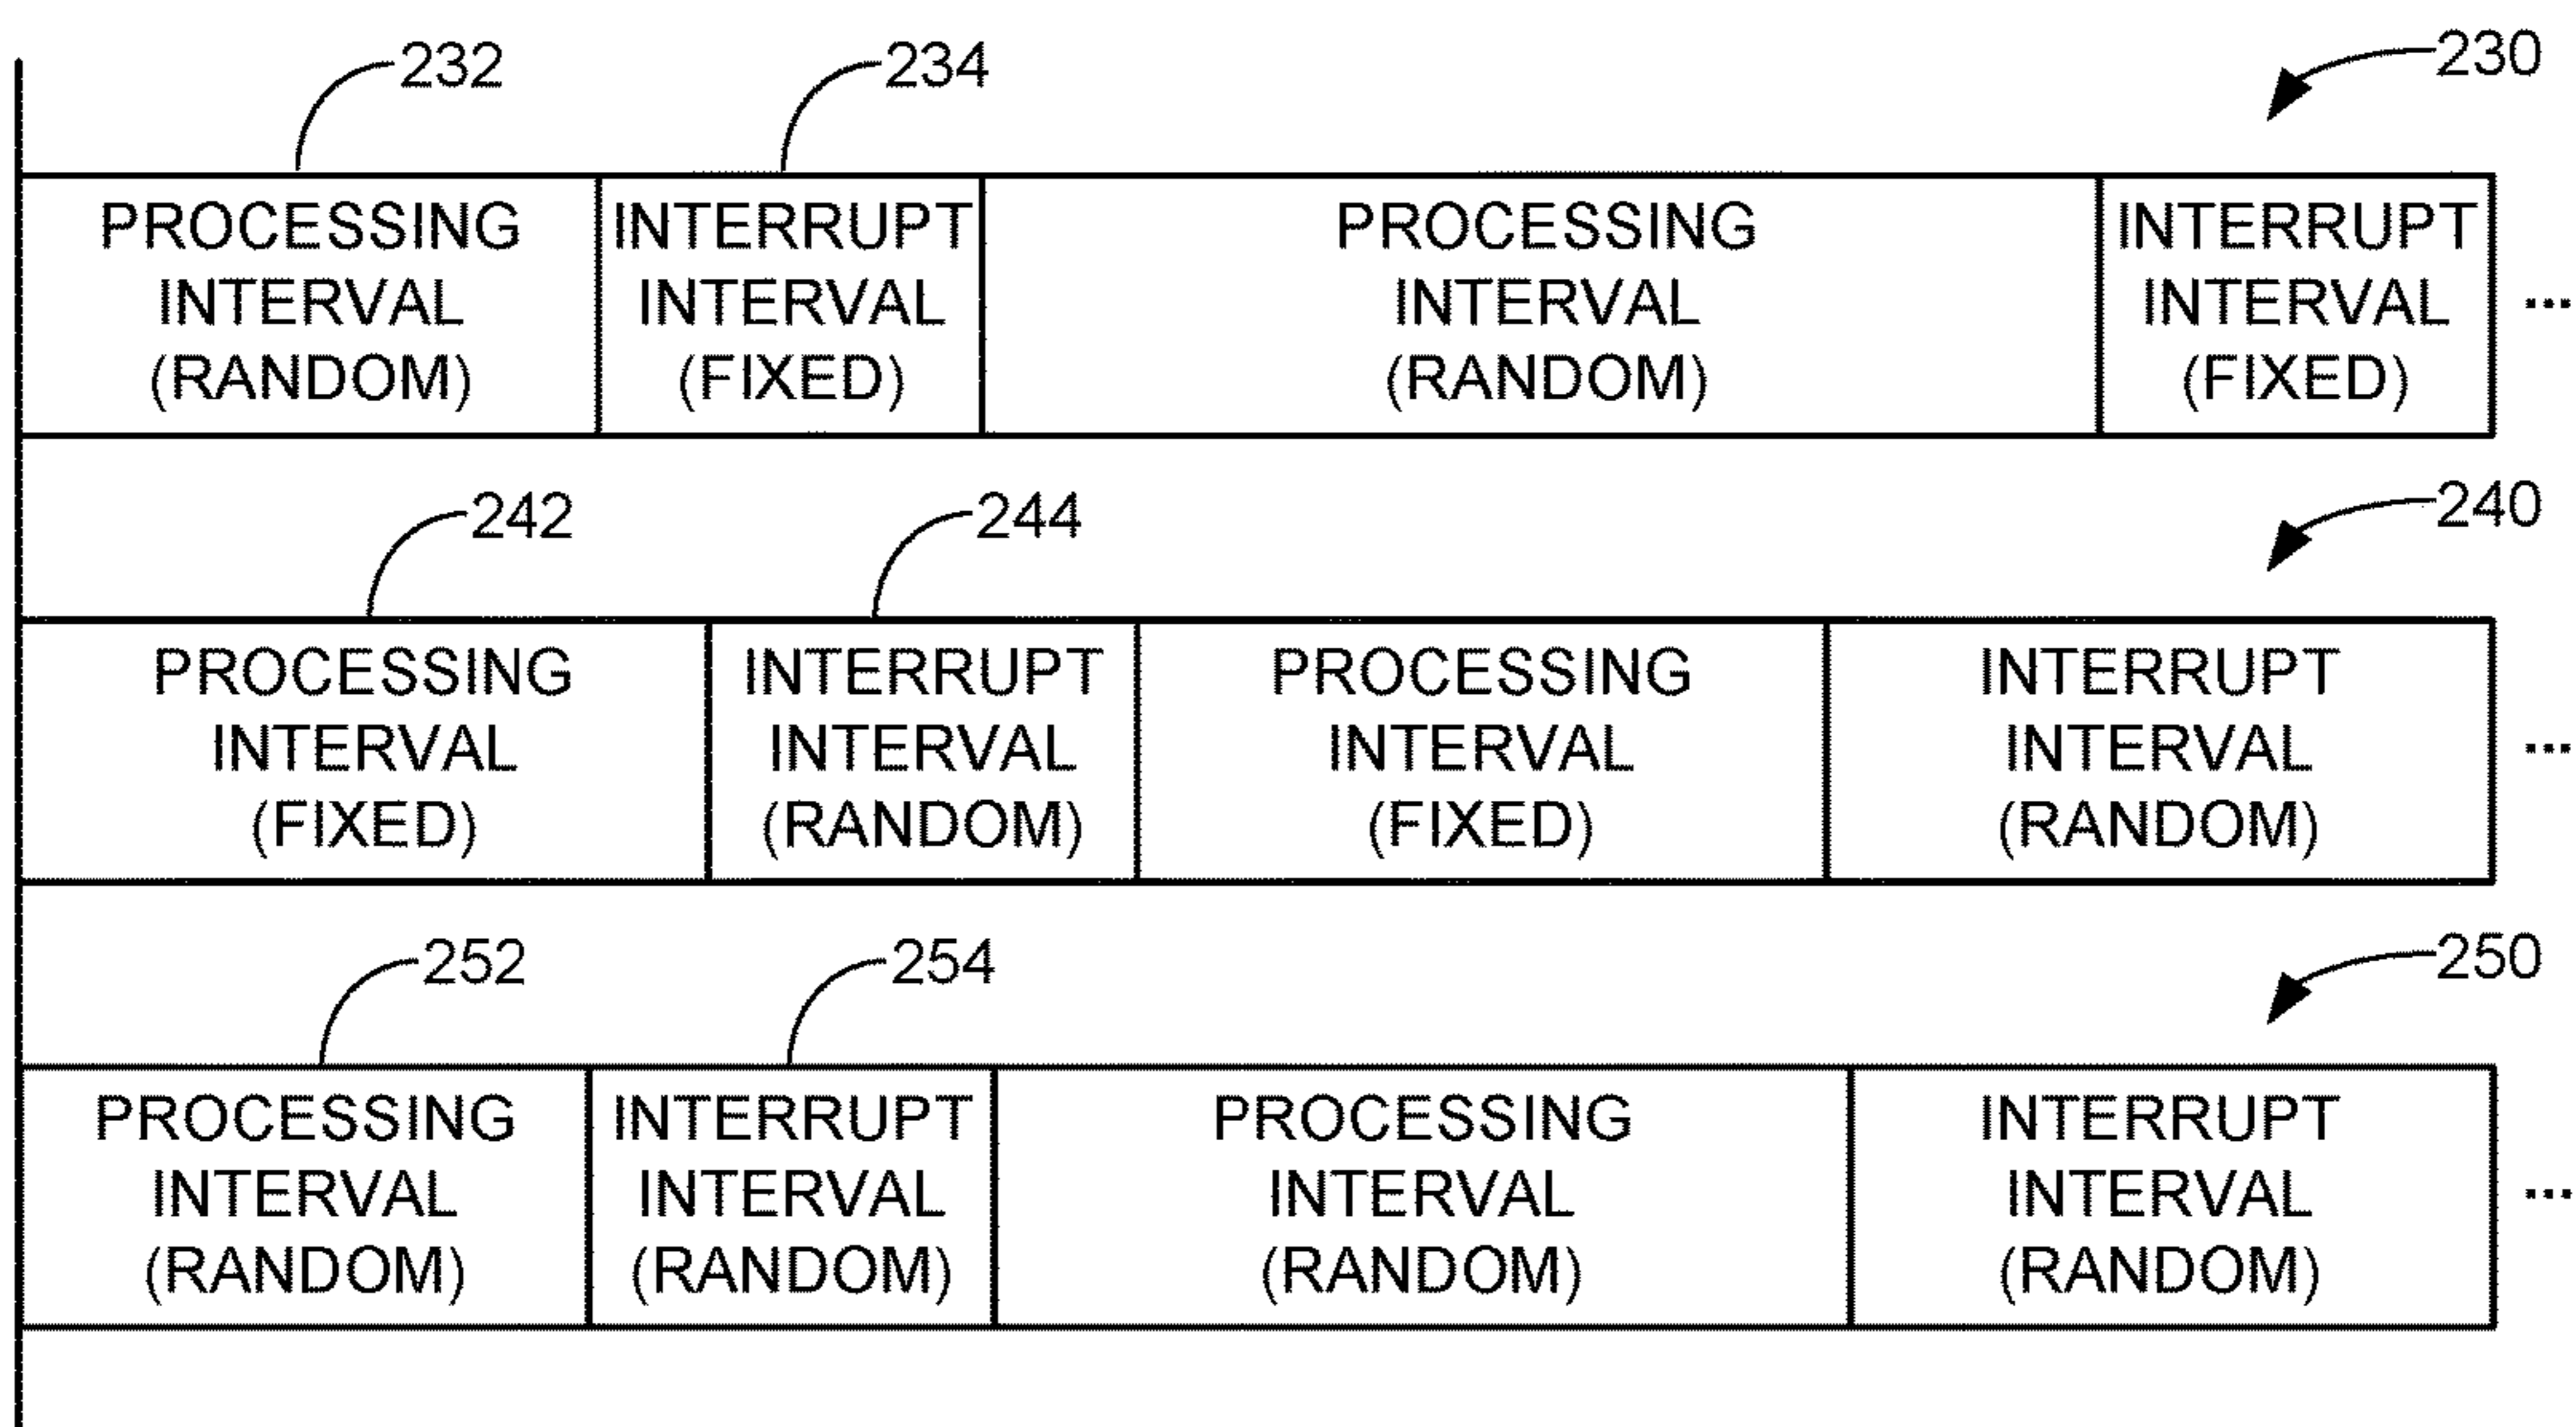 232
234
230
PROCESSING
INTERVAL
(RANDOM)
INTERRUPT
INTERVAL
(FIXED)
PROCESSING
INTERVAL
(RANDOM)
INTERRUPT
INTERVAL
(FIXED)
...
242
244
240
PROCESSING
INTERVAL
(FIXED)
INTERRUPT
INTERVAL
(RANDOM)
PROCESSING
INTERVAL
(FIXED)
INTERRUPT
INTERVAL
(RANDOM)
...
252
254
250
PROCESSING
INTERVAL
(RANDOM)
INTERRUPT
INTERVAL
(RANDOM)
PROCESSING
INTERVAL
(RANDOM)
INTERRUPT
INTERVAL
(RANDOM)
...